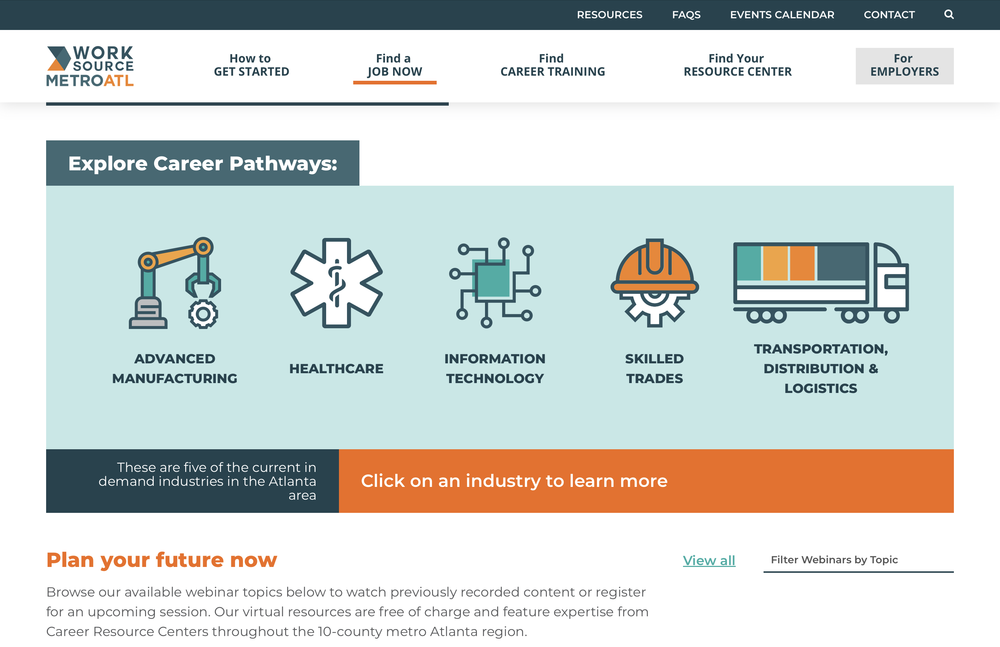 RESOURCES FAQS EVENTS CALENDAR CONTACT
WORK
SOURCE
METROATL
How to
GET STARTED
Find a
JOB NOW
Find
CAREER TRAINING
Find Your
RESOURCE CENTER
For
EMPLOYERS
Explore Career Pathways:
ADVANCED
MANUFACTURING
HEALTHCARE
INFORMATION
TECHNOLOGY
SKILLED
TRADES
TRANSPORTATION,
DISTRIBUTION &
LOGISTICS
These are five of the current in
demand industries in the Atlanta
area
Click on an industry to learn more
Plan your future now
View all
Filter Webinars by Topic
Browse our available webinar topics below to watch previously recorded content or register
for an upcoming session. Our virtual resources are free of charge and feature expertise from
Career Resource Centers throughout the 10-county metro Atlanta region.